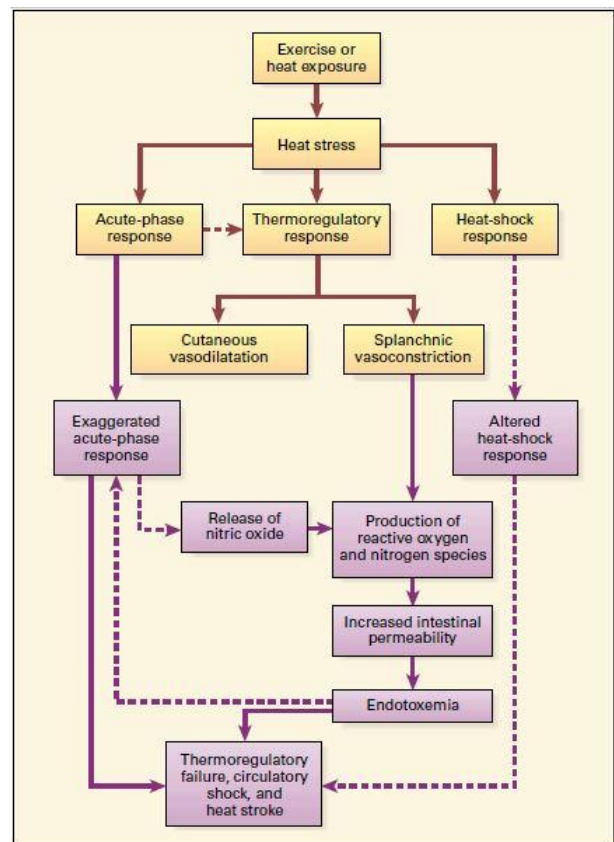 Exercise or
heat exposure
Heat stress
Acute-phase
response
Thermoregulatory
response
Heat-shock
response
Cutaneous
vasodilatation
Splanchnic
vasoconstriction
Exaggerated
acute-phase
response
Altered
heat-shock
response
Release of
nitric oxide
Production of
reactive oxygen
and nitrogen species
Increased intestinal
permeability
Endotoxemia
Thermoregulatory
failure, circulatory
shock, and
heat stroke